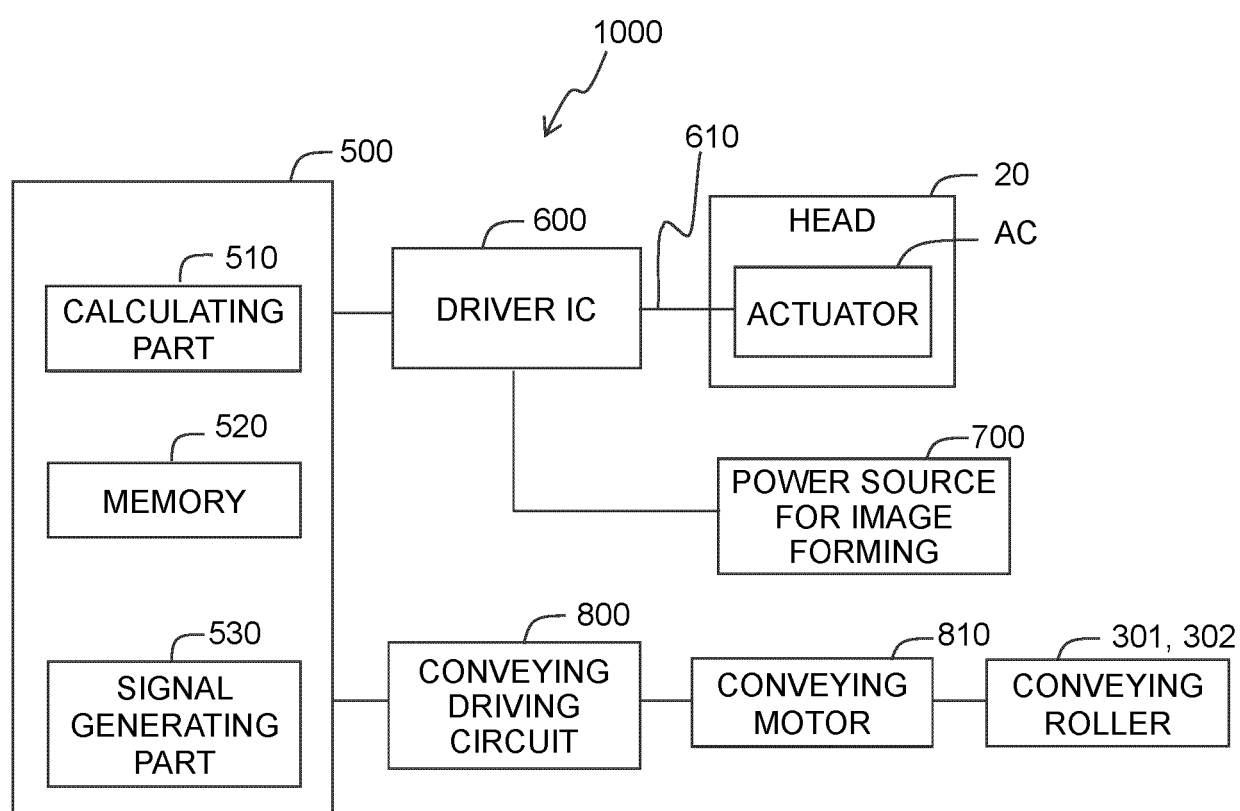 1000
500
510
CALCULATING
PART
520
MEMORY
530
SIGNAL
GENERATING
PART
600
DRIVER IC
610
20
HEAD
AC
ACTUATOR
700
POWER SOURCE
FOR IMAGE
FORMING
800
CONVEYING
DRIVING
CIRCUIT
810
CONVEYING
MOTOR
301, 302
CONVEYING
ROLLER